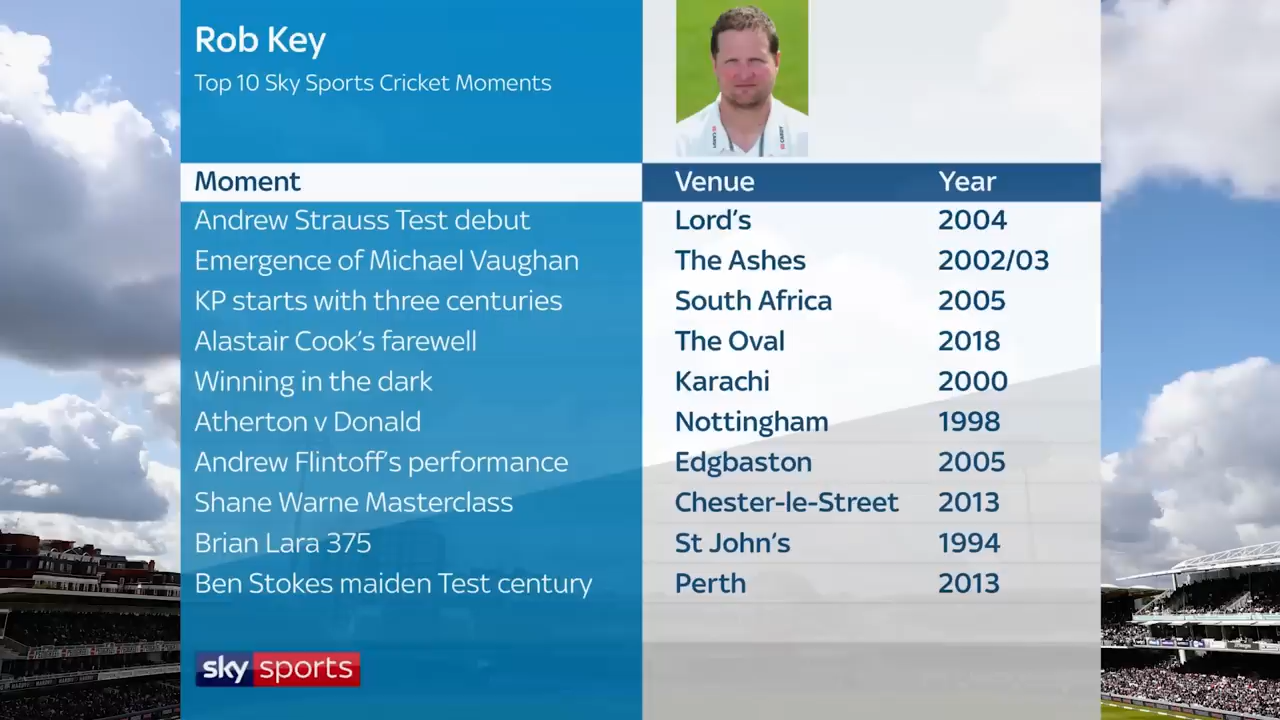 Rob Key
Top 10 Sky Sports Cricket Moments
Moment Venue Year
Andrew Strauss Test debut Lord's 2004
Emergence of Michael Vaughan The Ashes 2002/03
KP starts with three centuries South Africa 2005
Alastair Cook's farewell The Oval 2018
Winning in the dark Karachi 2000
Atherton v Donald Nottingham 1998
Andrew Flintoff's performance Edgbaston 2005
Shane Warne Masterclass Chester-le-Street 2013
Brian Lara 375 St John's 1994
Ben Stokes maiden Test century Perth 2013
sky sports